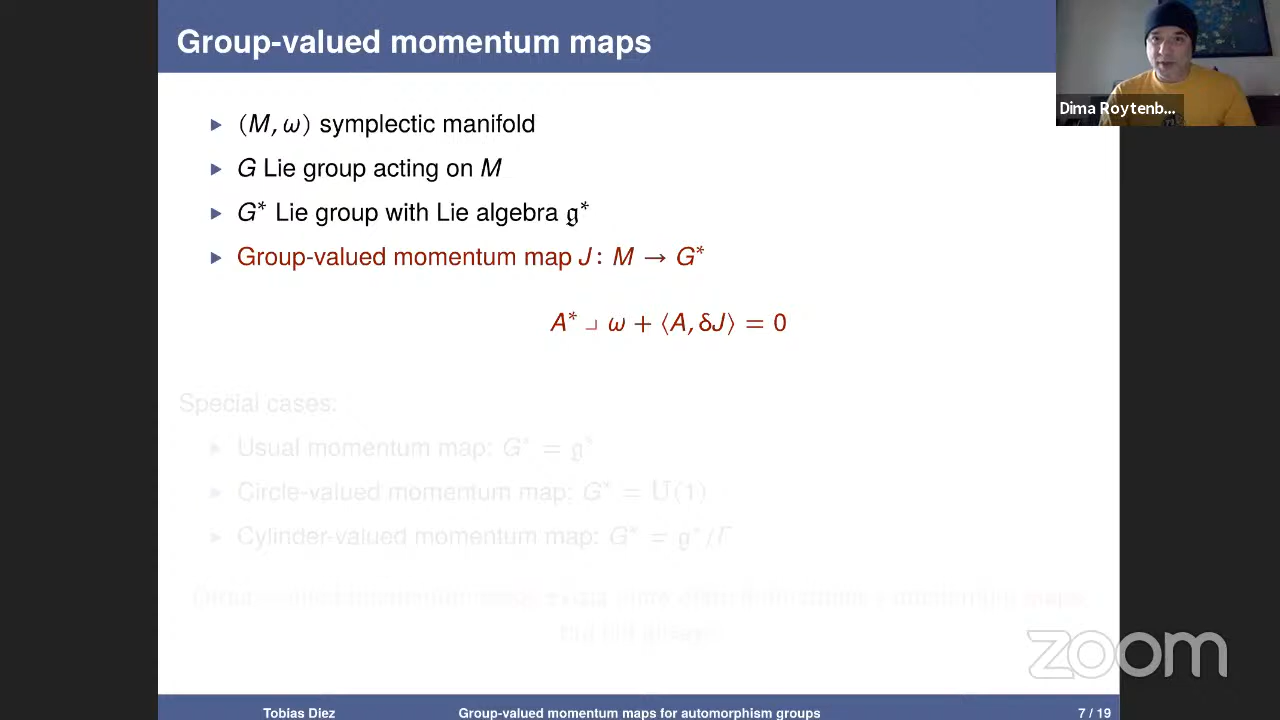 Group-valued momentum maps
Dima Roytenb...
▶ (M, ω) symplectic manifold
▶ G Lie group acting on M
▶ G* Lie group with Lie algebra 𝔤*
▶ Group-valued momentum map J : M → G*
A* ⌟ ω + ⟨A, δJ⟩ = 0
Special cases:
▶ Usual momentum map: G* = 𝔤*
▶ Circle-valued momentum map: G* = U(1)
▶ Cylinder-valued momentum map: G* = 𝔤*/Γ
zoom
Tobias Diez Group-valued momentum maps for automorphism groups 7 / 19